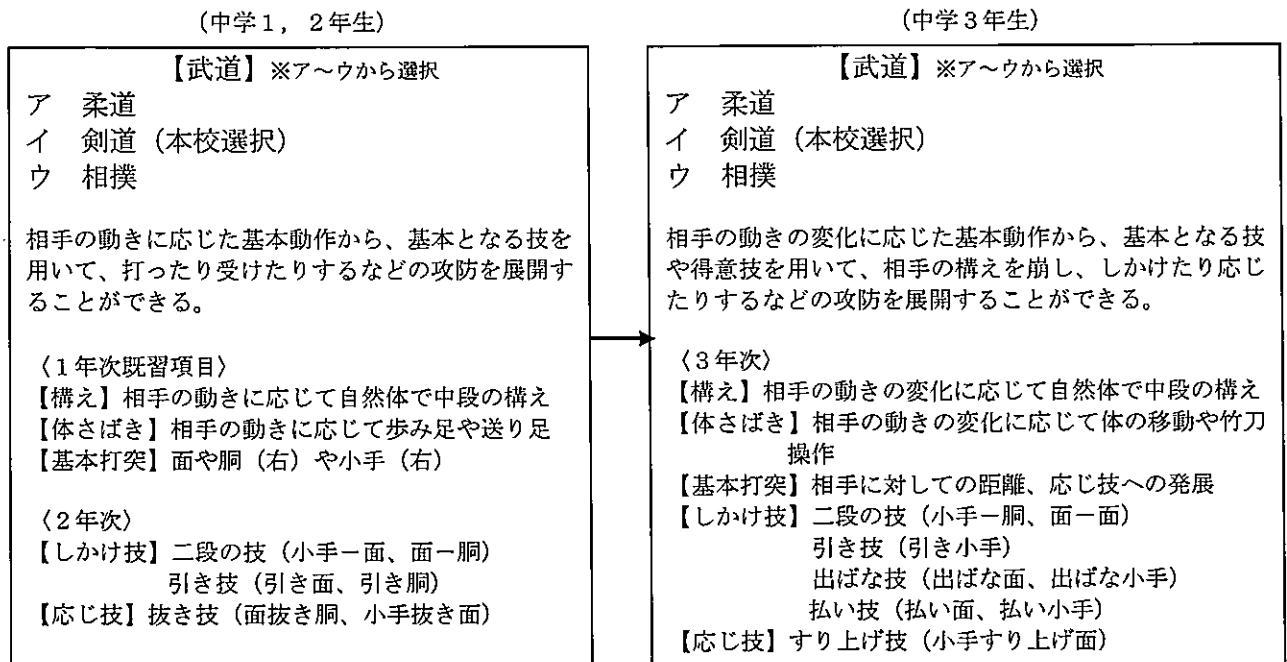 (中学1，2年生)
【武道】※ア～ウから選択
ア　柔道
イ　剣道（本校選択）
ウ　相撲
相手の動きに応じた基本動作から、基本となる技を
用いて、打ったり受けたりするなどの攻防を展開す
ることができる。
〈1年次既習項目〉
【構え】相手の動きに応じて自然体で中段の構え
【体さばき】相手の動きに応じて歩み足や送り足
【基本打突】面や胴（右）や小手（右）
〈2年次〉
【しかけ技】二段の技（小手－面、面－胴）
引き技（引き面、引き胴）
【応じ技】抜き技（面抜き胴、小手抜き面）
(中学3年生)
【武道】※ア～ウから選択
ア　柔道
イ　剣道（本校選択）
ウ　相撲
相手の動きの変化に応じた基本動作から、基本となる技
や得意技を用いて、相手の構えを崩し、しかけたり応じ
たりするなどの攻防を展開することができる。
〈3年次〉
【構え】相手の動きの変化に応じて自然体で中段の構え
【体さばき】相手の動きの変化に応じて体の移動や竹刀
操作
【基本打突】相手に対しての距離、応じ技への発展
【しかけ技】二段の技（小手－胴、面－面）
引き技（引き小手）
出ばな技（出ばな面、出ばな小手）
払い技（払い面、払い小手）
【応じ技】すり上げ技（小手すり上げ面）